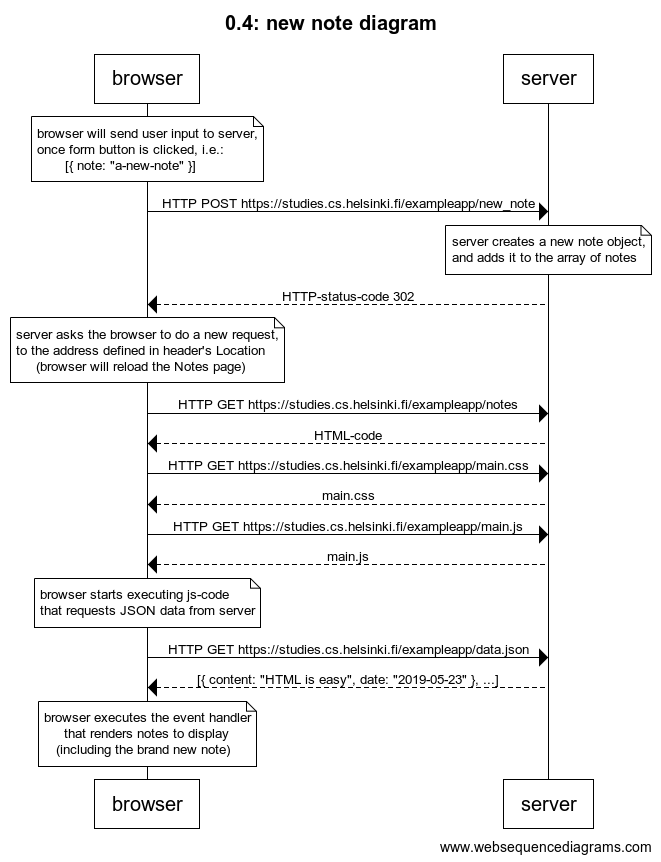 0.4: new note diagram
browser
server
browser will send user input to server,
once form button is clicked, i.e.:
[{ note: "a-new-note" }]
HTTP POST https://studies.cs.helsinki.fi/exampleapp/new_note
server creates a new note object,
and adds it to the array of notes
HTTP-status-code 302
server asks the browser to do a new request,
to the address defined in header's Location
(browser will reload the Notes page)
HTTP GET https://studies.cs.helsinki.fi/exampleapp/notes
HTML-code
HTTP GET https://studies.cs.helsinki.fi/exampleapp/main.css
main.css
HTTP GET https://studies.cs.helsinki.fi/exampleapp/main.js
main.js
browser starts executing js-code
that requests JSON data from server
HTTP GET https://studies.cs.helsinki.fi/exampleapp/data.json
[{ content: "HTML is easy", date: "2019-05-23" }, ...]
browser executes the event handler
that renders notes to display
(including the brand new note)
browser
server
www.websequencediagrams.com